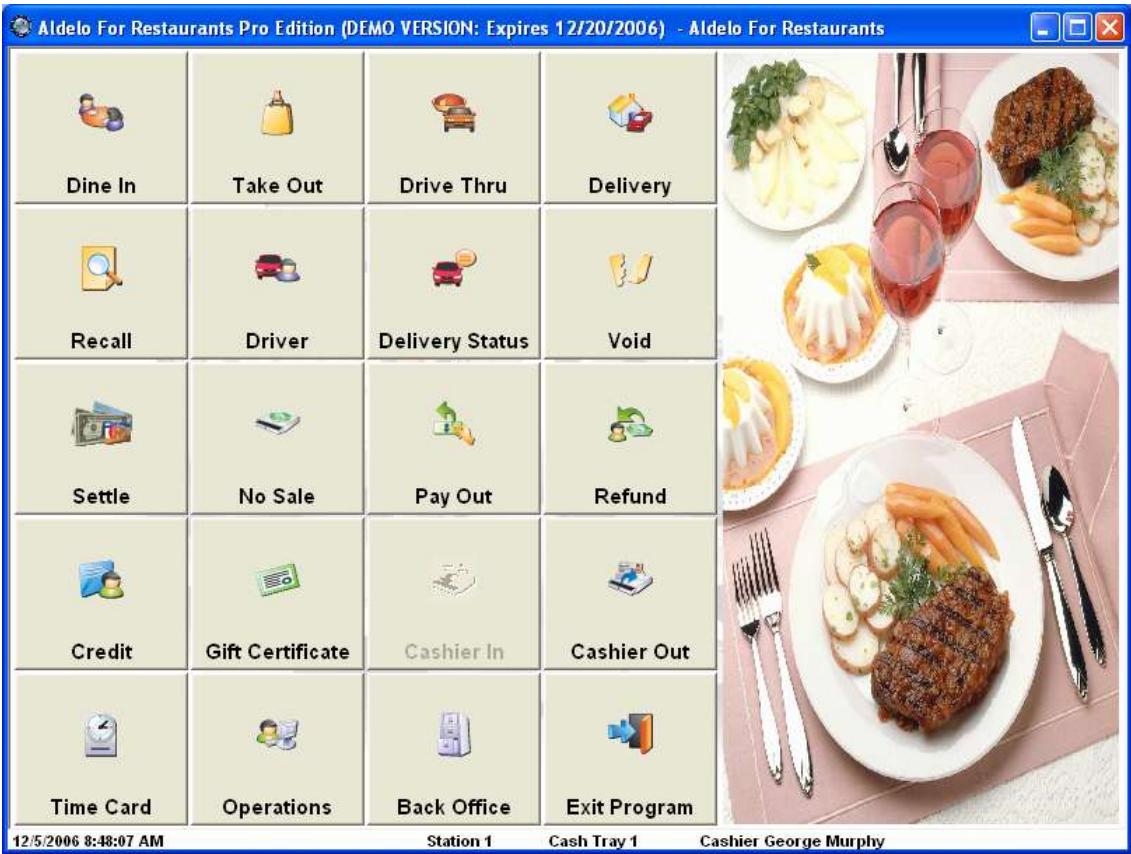 Aldelo For Restaurants Pro Edition (DEMO VERSION: Expires 12/20/2006) - Aldelo For Restaurants
Dine In Take Out Drive Thru Delivery
Recall Driver Delivery Status Void
Settle No Sale Pay Out Refund
Credit Gift Certificate Cashier In Cashier Out
Time Card Operations Back Office Exit Program
12/5/2006 8:48:07 AM Station 1 Cash Tray 1 Cashier George Murphy